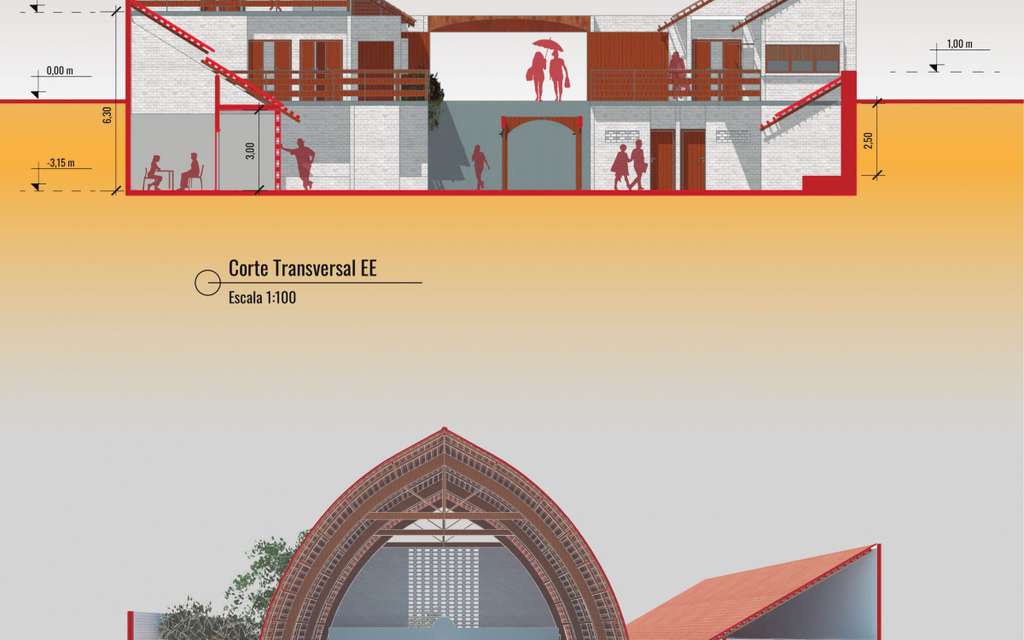 1,00 m
0,00 m
6,30
3,00
2,50
-3,15 m
Corte Transversal EE
Escala 1:100